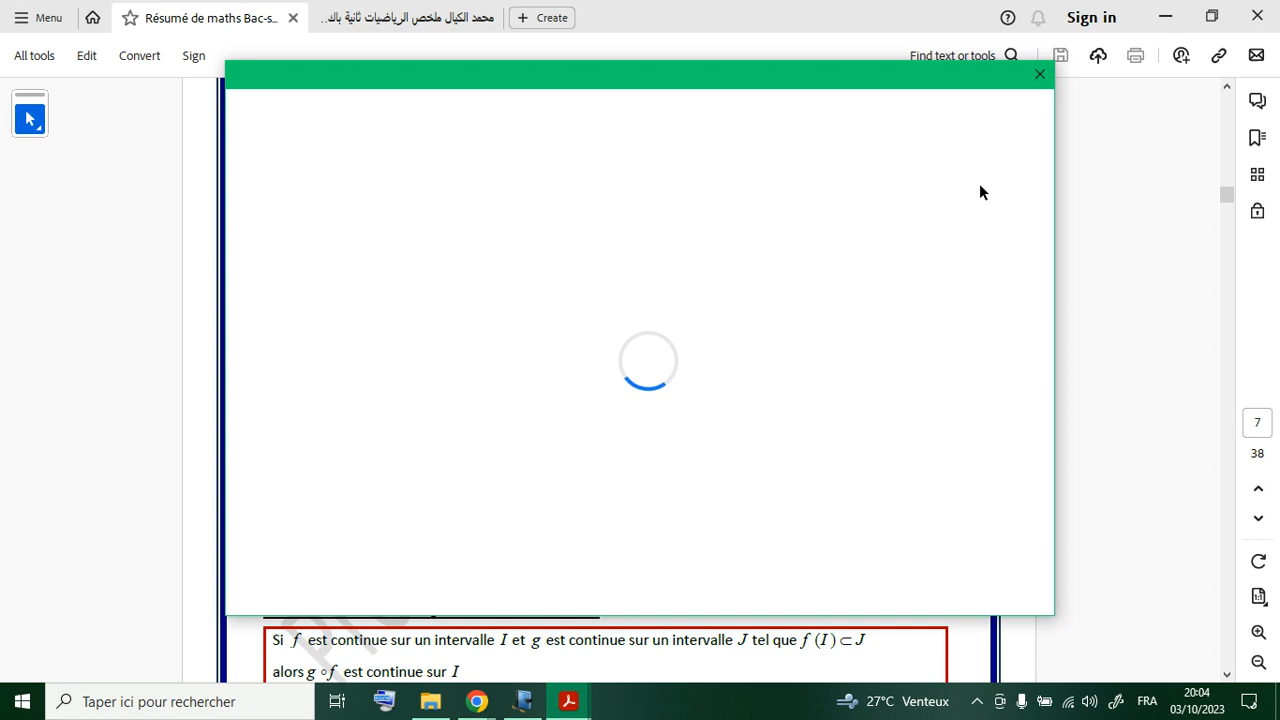 Menu
Résumé de maths Bac-s...
محمد الكيال ملخص الرياضيات ثانية باك...
Create
Sign in
All tools
Edit
Convert
Sign
Find text or tools
7
38
Si f est continue sur un intervalle I et g est continue sur un intervalle J tel que f (I) ⊂ J
alors g ∘ f est continue sur I
Taper ici pour rechercher
27°C Venteux
FRA
20:04
03/10/2023